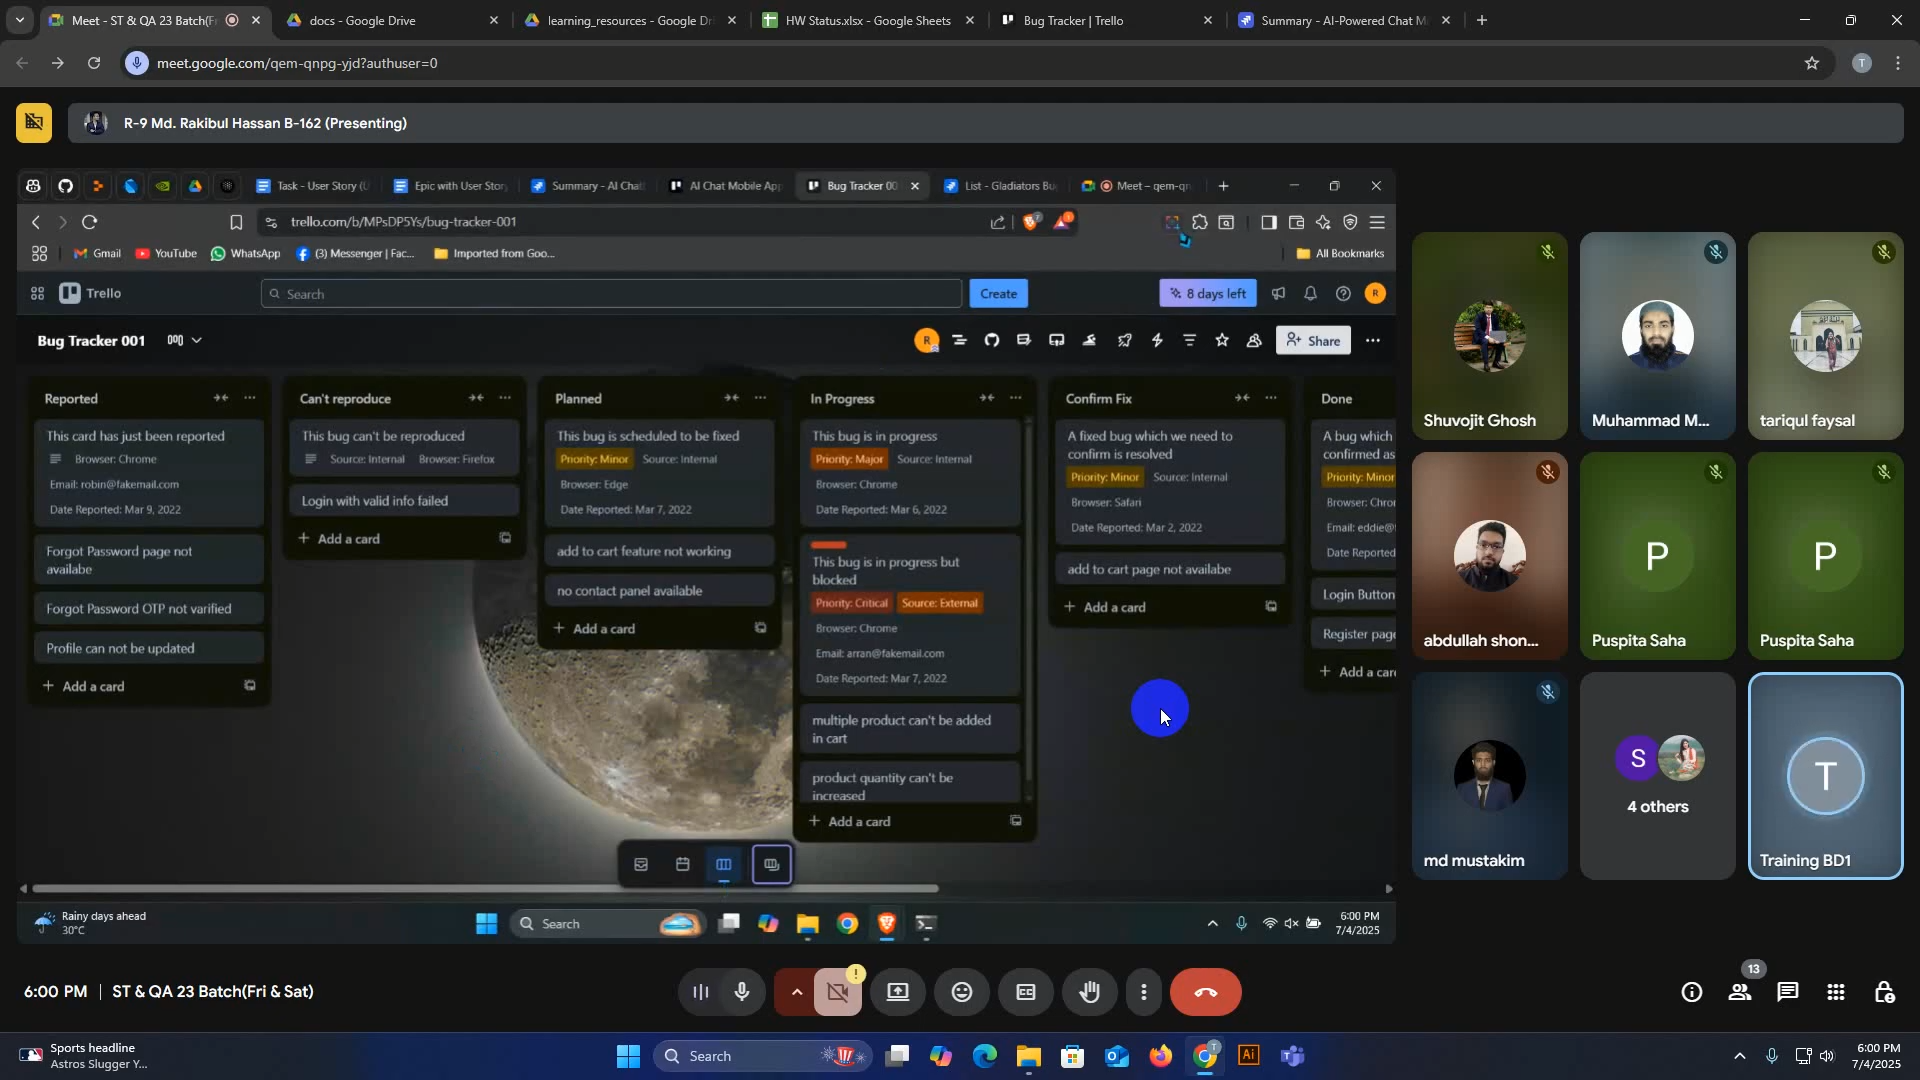 Meet - ST & QA 23 Batch(Fr
docs - Google Drive
learning_resources - Google Dri
HW Status.xlsx - Google Sheets
Bug Tracker | Trello
Summary - AI-Powered Chat M
meet.google.com/qem-qnpg-yjd?authuser=0
T
R-9 Md. Rakibul Hassan B-162 (Presenting)
Task - User Story (U
Epic with User Stor
Summary - AI Chat
AI Chat Mobile App
Bug Tracker 00
List - Gladiators Bu
Meet – qem-qn
trello.com/b/MPsDP5Ys/bug-tracker-001
Gmail
YouTube
WhatsApp
(3) Messenger | Fac...
Imported from Goo...
All Bookmarks
Trello
Search
Create
8 days left
R
Bug Tracker 001
R
Share
Reported
This card has just been reported
Browser: Chrome
Email: robin@fakemail.com
Date Reported: Mar 9, 2022
Forgot Password page not
availabe
Forgot Password OTP not varified
Profile can not be updated
Add a card
Can't reproduce
This bug can't be reproduced
Source: Internal Browser: Firefox
Login with valid info failed
Add a card
Planned
This bug is scheduled to be fixed
Priority: Minor Source: Internal
Browser: Edge
Date Reported: Mar 7, 2022
add to cart feature not working
no contact panel available
Add a card
In Progress
This bug is in progress
Priority: Major Source: Internal
Browser: Chrome
Date Reported: Mar 6, 2022
This bug is in progress but
blocked
Priority: Critical Source: External
Browser: Chrome
Email: arran@fakemail.com
Date Reported: Mar 7, 2022
multiple product can't be added
in cart
product quantity can't be
increased
Add a card
Confirm Fix
A fixed bug which we need to
confirm is resolved
Priority: Minor Source: Internal
Browser: Safari
Date Reported: Mar 2, 2022
add to cart page not availabe
Add a card
Done
A bug which
confirmed as
Priority: Minor
Browser: Chror
Email: eddie@
Date Reported
Login Button
Register page
Add a car
Rainy days ahead
30°C
Search
6:00 PM
7/4/2025
Shuvojit Ghosh
Muhammad M...
tariqul faysal
abdullah shon...
P
Puspita Saha
P
Puspita Saha
md mustakim
S
4 others
T
Training BD1
6:00 PM | ST & QA 23 Batch(Fri & Sat)
13
Sports headline
Astros Slugger Y...
Search
6:00 PM
7/4/2025